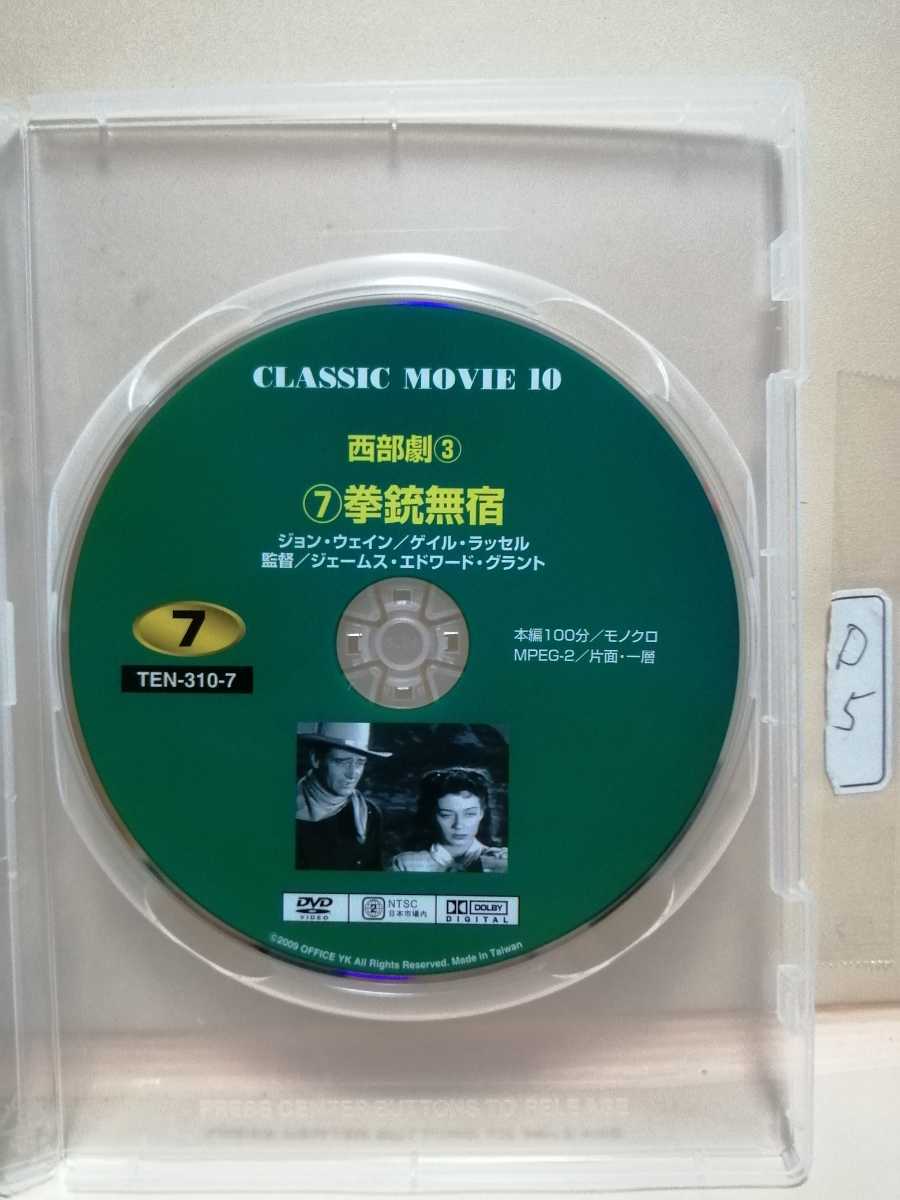 CLASSIC MOVIE 10
西部劇③
⑦拳銃無宿
ジョン・ウェイン／ゲイル・ラッセル
監督／ジェームス・エドワード・グラント
7
TEN-310-7
本編100分／モノクロ
MPEG-2／片面・一層
DVD VIDEO
2 NTSC 日本市場内
DOLBY DIGITAL
©2009 OFFICE YK All Rights Reserved. Made in Taiwan
D
5
PRESS CENTER BUTTONS TO RELEASE